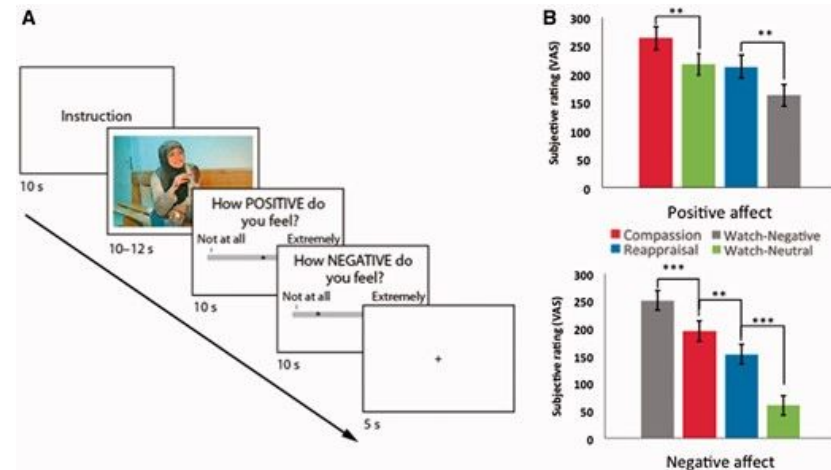 A
Instruction
10 s
10–12 s
How POSITIVE do
you feel?
Not at all Extremely
10 s
How NEGATIVE do
you feel?
Not at all Extremely
10 s
+
5 s
B
Subjective rating (VAS)
300
250
200
150
100
50
0
**
**
Positive affect
Compassion Watch-Negative
Reappraisal Watch-Neutral
Subjective rating (VAS)
300
250
200
150
100
50
0
***
**
***
Negative affect